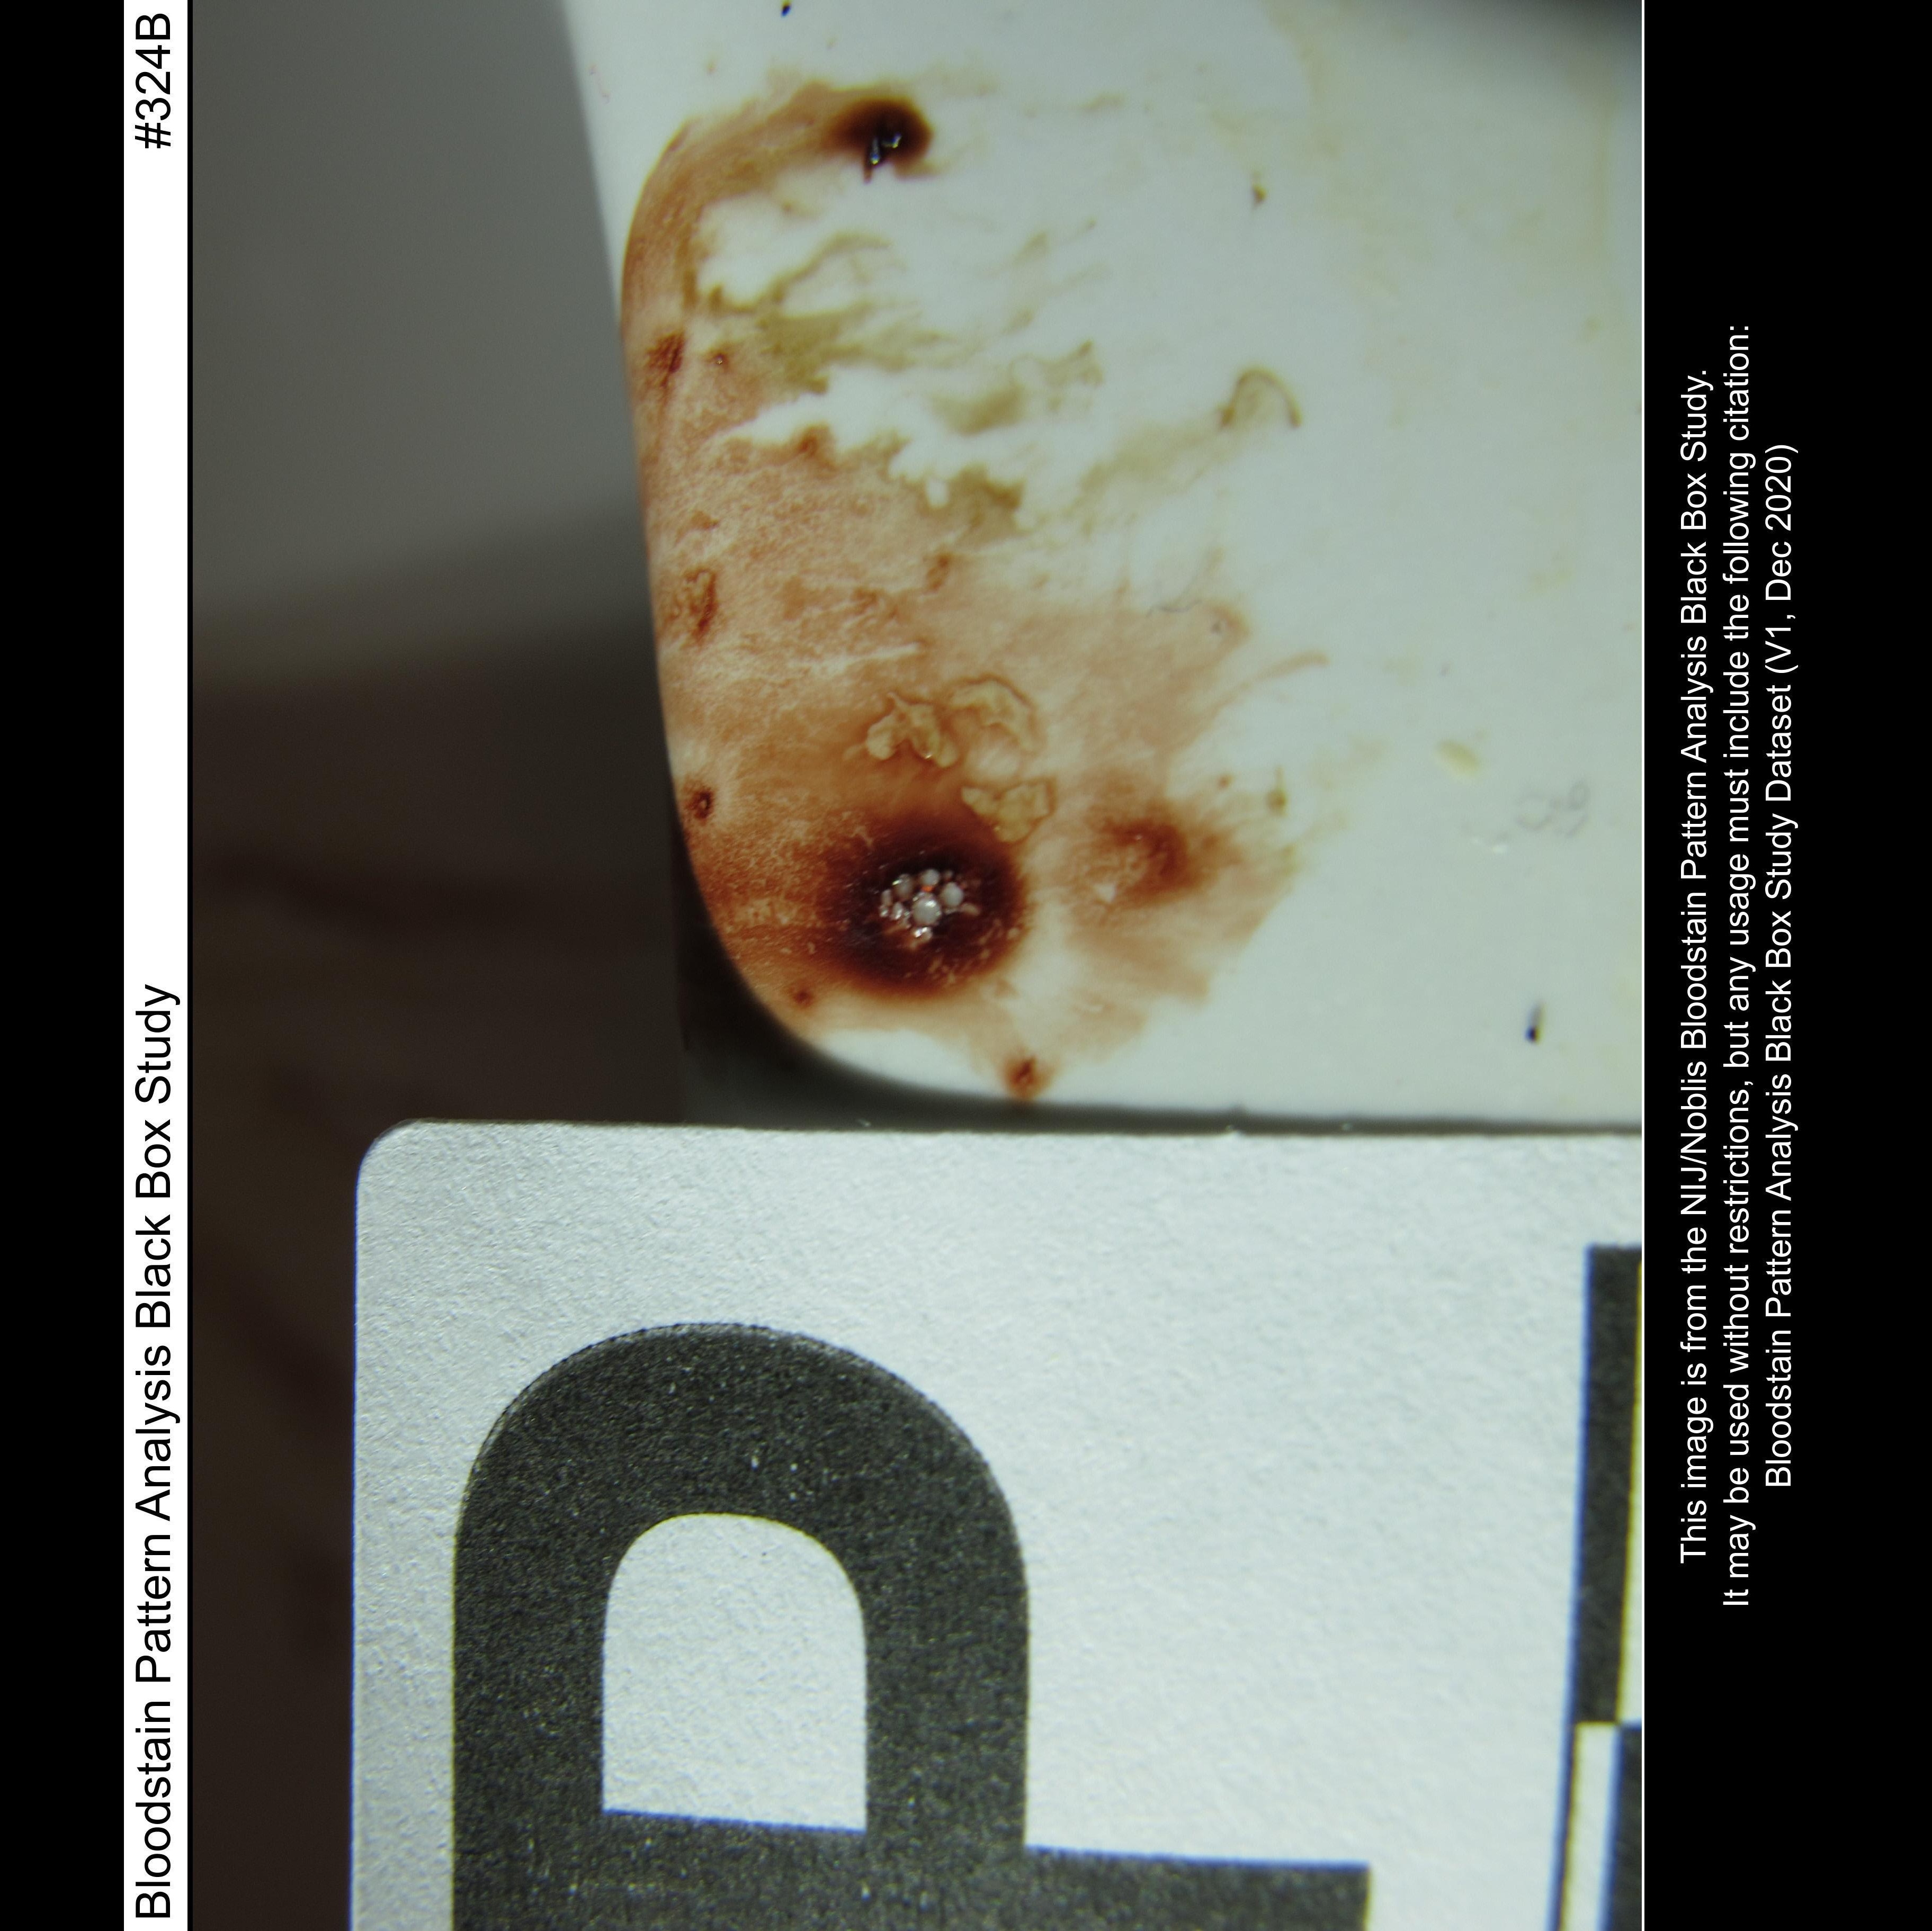 Bloodstain Pattern Analysis Black Box Study #324B
P
This image is from the NIJ/Noblis Bloodstain Pattern Analysis Black Box Study.
It may be used without restrictions, but any usage must include the following citation:
Bloodstain Pattern Analysis Black Box Study Dataset (V1, Dec 2020)